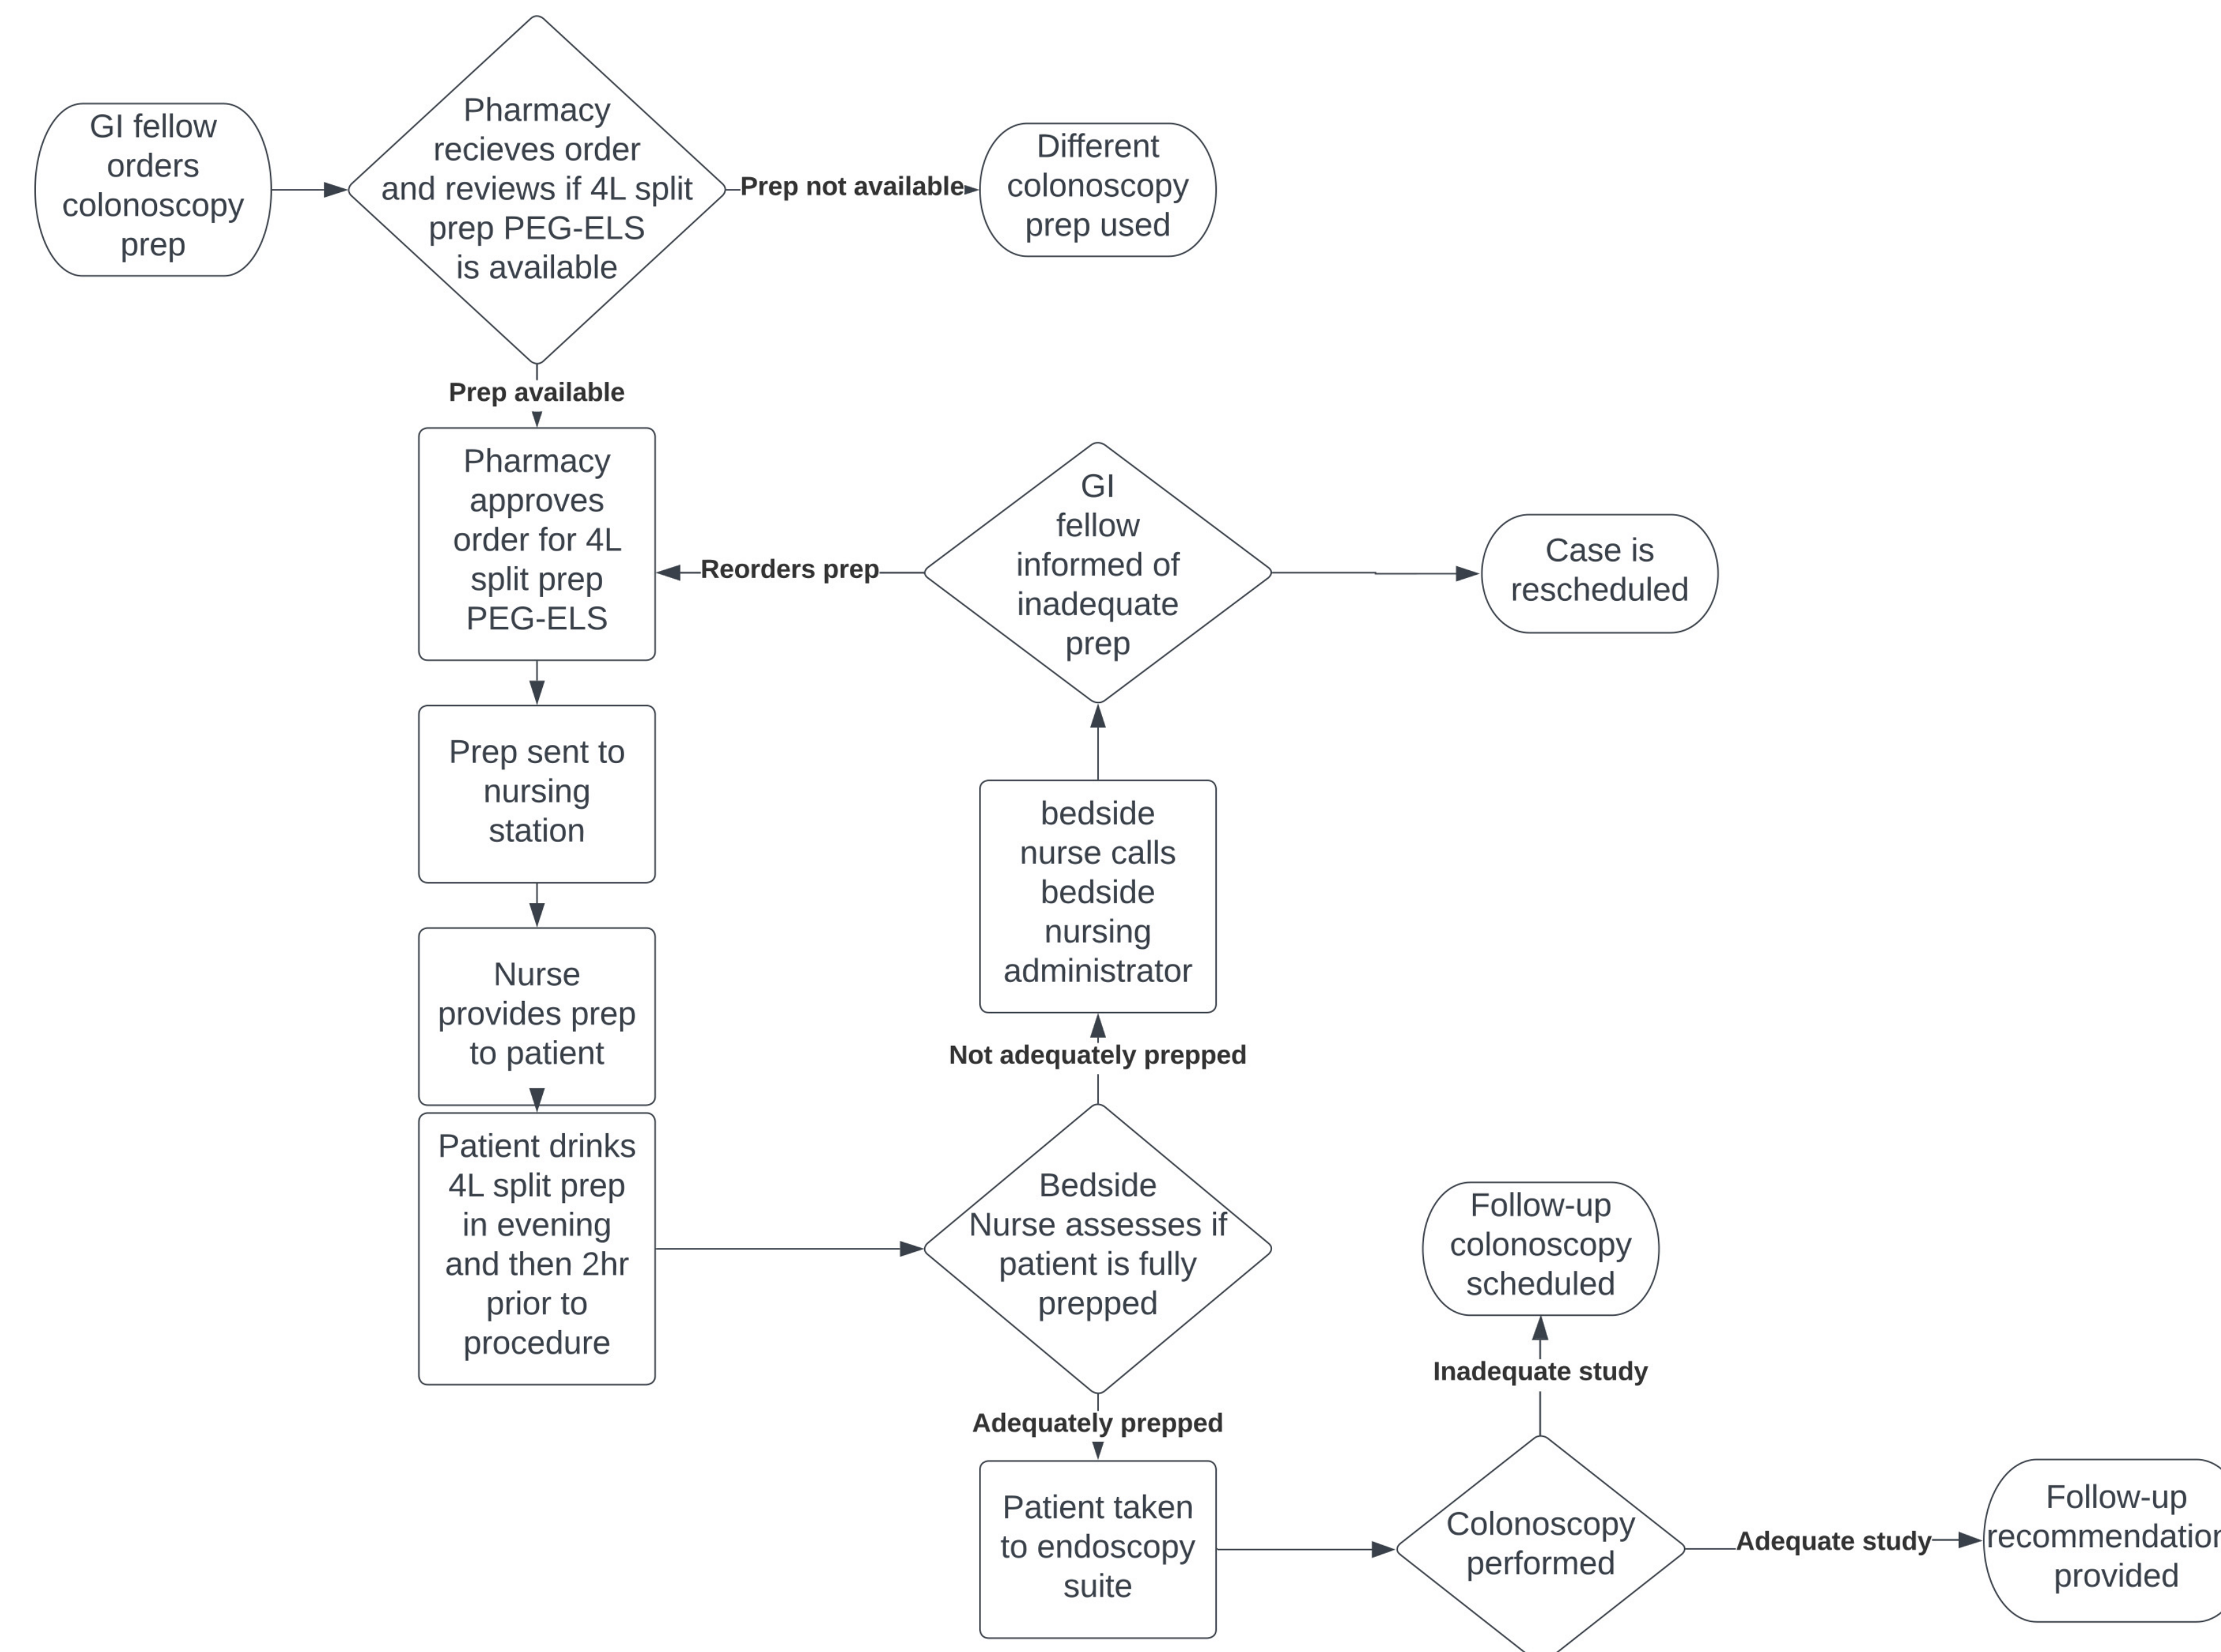 GI fellow
orders
colonoscopy
prep
Pharmacy
recieves order
and reviews if 4L split
prep PEG-ELS
is available
Prep not available
Different
colonoscopy
prep used
Prep available
Pharmacy
approves
order for 4L
split prep
PEG-ELS
Reorders prep
GI
fellow
informed of
inadequate
prep
Case is
rescheduled
Prep sent to
nursing
station
bedside
nurse calls
bedside
nursing
administrator
Nurse
provides prep
to patient
Not adequately prepped
Patient drinks
4L split prep
in evening
and then 2hr
prior to
procedure
Bedside
Nurse assesses if
patient is fully
prepped
Follow-up
colonoscopy
scheduled
Inadequate study
Adequately prepped
Patient taken
to endoscopy
suite
Colonoscopy
performed
Adequate study
Follow-up
recommendation
provided